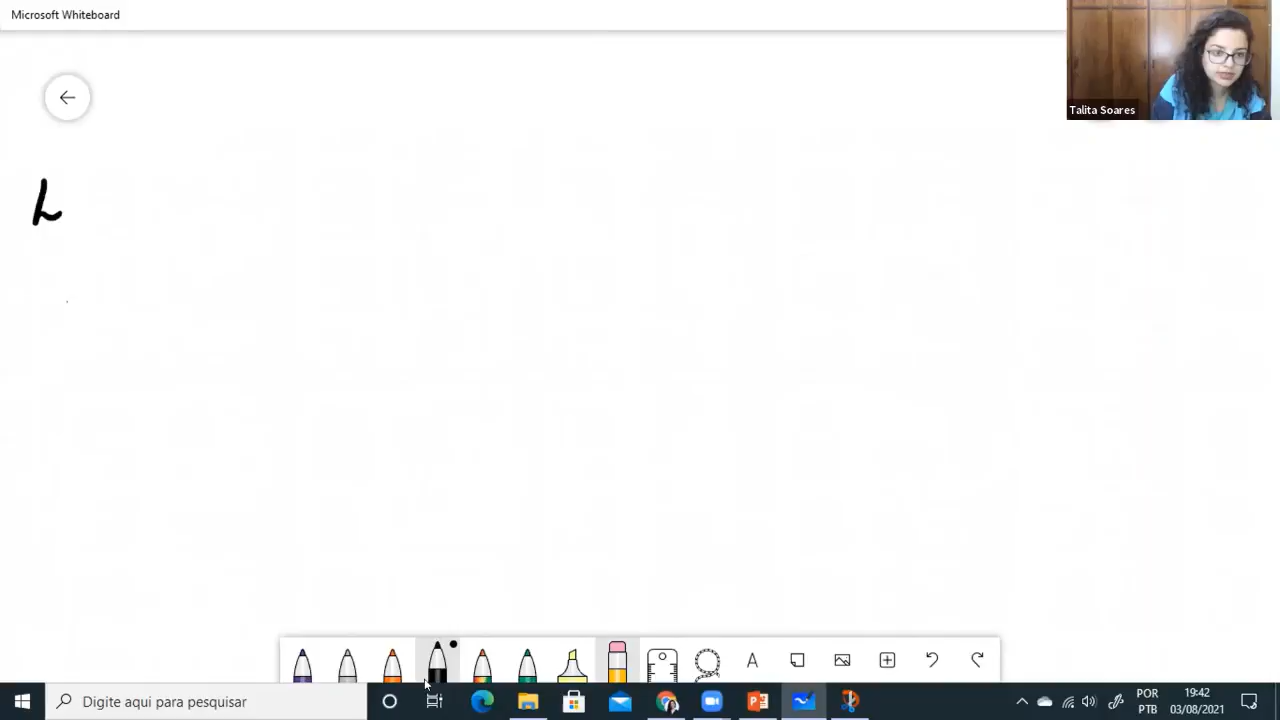 Microsoft Whiteboard
Talita Soares
L
A
Digite aqui para pesquisar
POR
PTB
19:42
03/08/2021